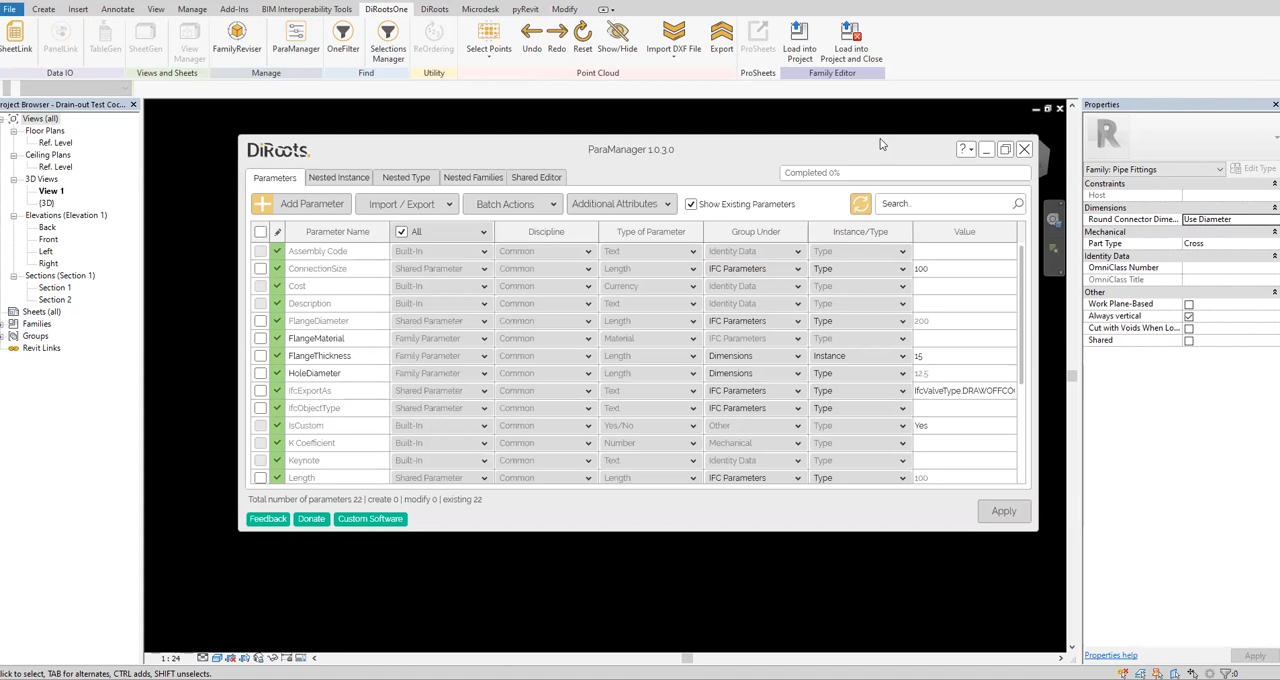 File Create Insert Annotate View Manage Add-Ins BIM Interoperability Tools DiRootsOne DiRoots Microdesk pyRevit Modify
SheetLink PanelLink TableGen SheetGen View Manager FamilyReviser ParaManager OneFilter Selections Manager ReOrdering Select Points Undo Redo Reset Show/Hide Import DXF File Export ProSheets Load into Project Load into Project and Close
Data IO Views and Sheets Manage Find Utility Point Cloud ProSheets Family Editor
roject Browser - Drain-out Test Coc...
Views (all)
Floor Plans
Ref. Level
Ceiling Plans
Ref. Level
3D Views
View 1
{3D}
Elevations (Elevation 1)
Back
Front
Left
Right
Sections (Section 1)
Section 1
Section 2
Sheets (all)
Families
Groups
Revit Links
DiRoots.
ParaManager 1.0.3.0
?
Completed 0%
Parameters Nested Instance Nested Type Nested Families Shared Editor
Add Parameter Import / Export Batch Actions Additional Attributes Show Existing Parameters Search..
Parameter Name All Discipline Type of Parameter Group Under Instance/Type Value
Assembly Code Built-In Common Text Identity Data Type
ConnectionSize Shared Parameter Common Length IFC Parameters Type 100
Cost Built-In Common Currency Identity Data Type
Description Built-In Common Text Identity Data Type
FlangeDiameter Shared Parameter Common Length IFC Parameters Type 200
FlangeMaterial Family Parameter Common Material IFC Parameters Type
FlangeThickness Family Parameter Common Length Dimensions Instance 15
HoleDiameter Family Parameter Common Length Dimensions Type 12.5
IfcExportAs Shared Parameter Common Text IFC Parameters Type IfcValveType.DRAWOFFCO
IfcObjectType Shared Parameter Common Text IFC Parameters Type
IsCustom Built-In Common Yes/No Other Type Yes
K Coefficient Built-In Common Number Mechanical Type
Keynote Built-In Common Text Identity Data Type
Length Shared Parameter Common Length IFC Parameters Type 100
Total number of parameters 22 | create 0 | modify 0 | existing 22
Feedback Donate Custom Software
Apply
Properties
R
Family: Pipe Fittings Edit Type
Constraints
Host
Dimensions
Round Connector Dime... Use Diameter
Mechanical
Part Type Cross
Identity Data
OmniClass Number
OmniClass Title
Other
Work Plane-Based
Always vertical
Cut with Voids When Lo...
Shared
Properties help Apply
1 : 24
lick to select, TAB for alternates, CTRL adds, SHIFT unselects.
:0